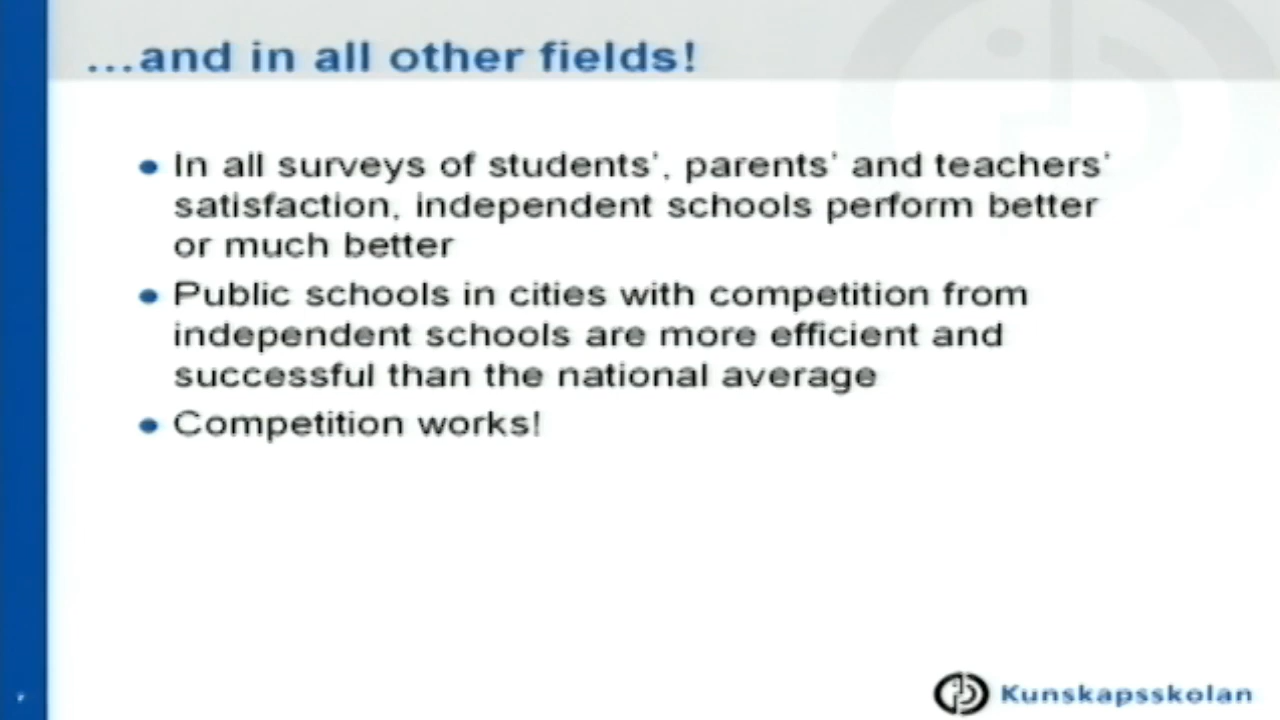 ...and in all other fields!
In all surveys of students', parents' and teachers'
satisfaction, independent schools perform better
or much better
Public schools in cities with competition from
independent schools are more efficient and
successful than the national average
Competition works!
Kunskapsskolan